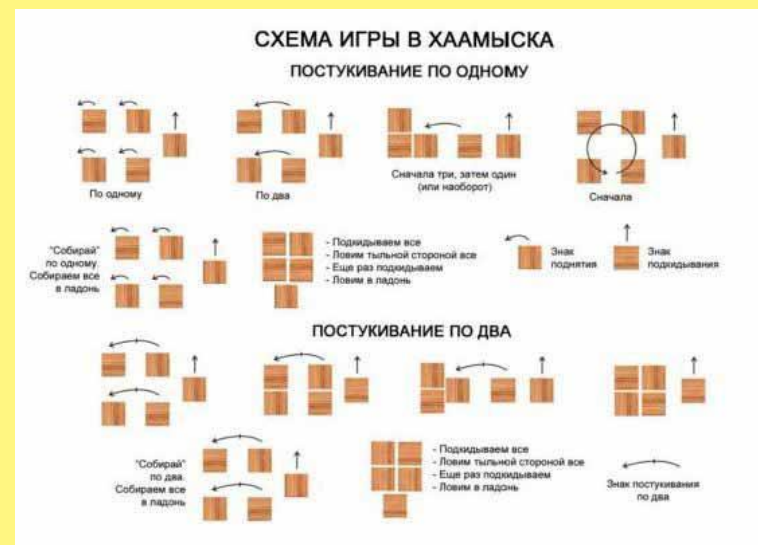 СХЕМА ИГРЫ В ХААМЫСКА
ПОСТУКИВАНИЕ ПО ОДНОМУ
По одному
По два
Сначала три, затем один
(или наоборот)
Сначала
"Собирай"
по одному.
Собираем все
в ладонь
- Подкидываем все
- Ловим тыльной стороной все
- Еще раз подкидываем
- Ловим в ладонь
Знак
поднятия
Знак
подкидывания
ПОСТУКИВАНИЕ ПО ДВА
"Собирай"
по два.
Собираем все
в ладонь
- Подкидываем все
- Ловим тыльной стороной все
- Еще раз подкидываем
- Ловим в ладонь
Знак постукивания
по два